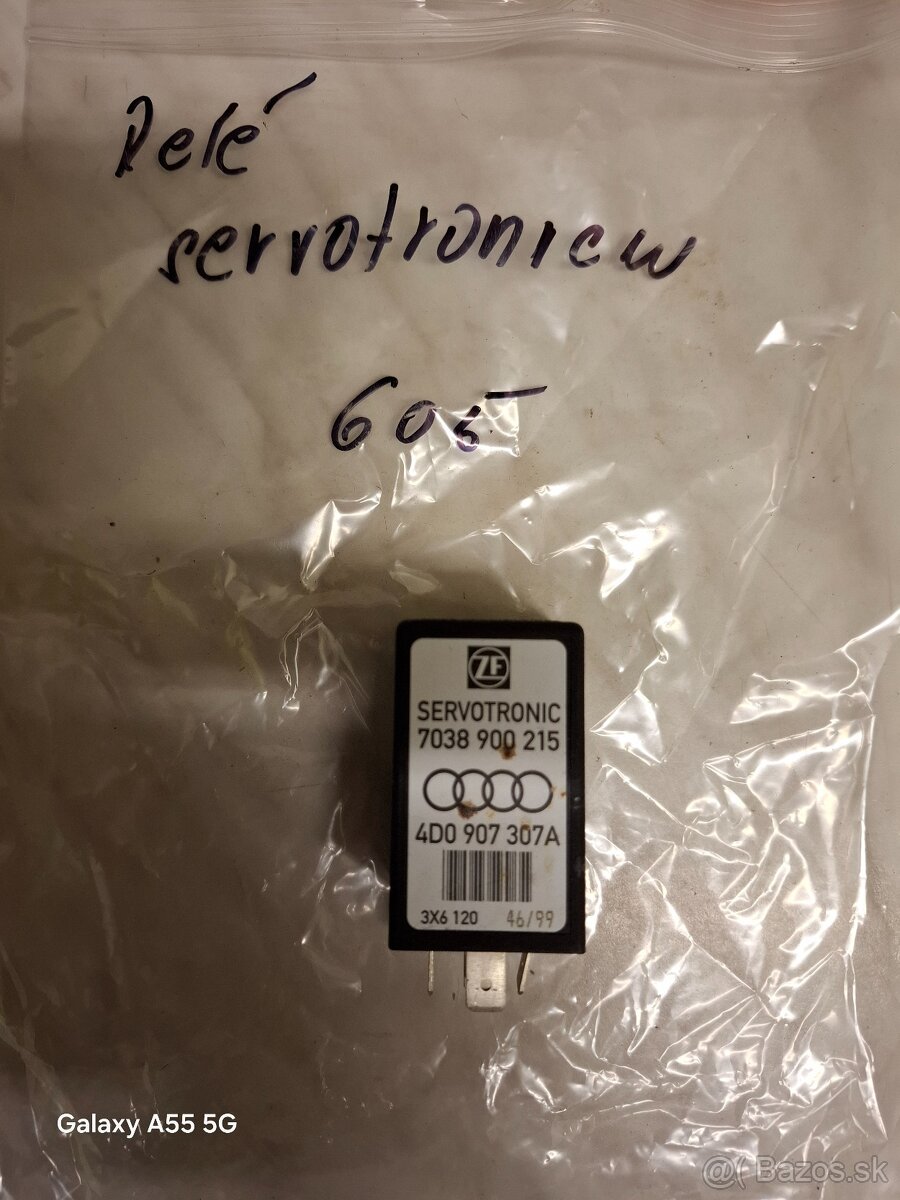 Relé
servotronicw
605
ZF
SERVOTRONIC
7038 900 215
4D0 907 307A
3X6 120 46/99
Galaxy A55 5G
@( Bazos.sk